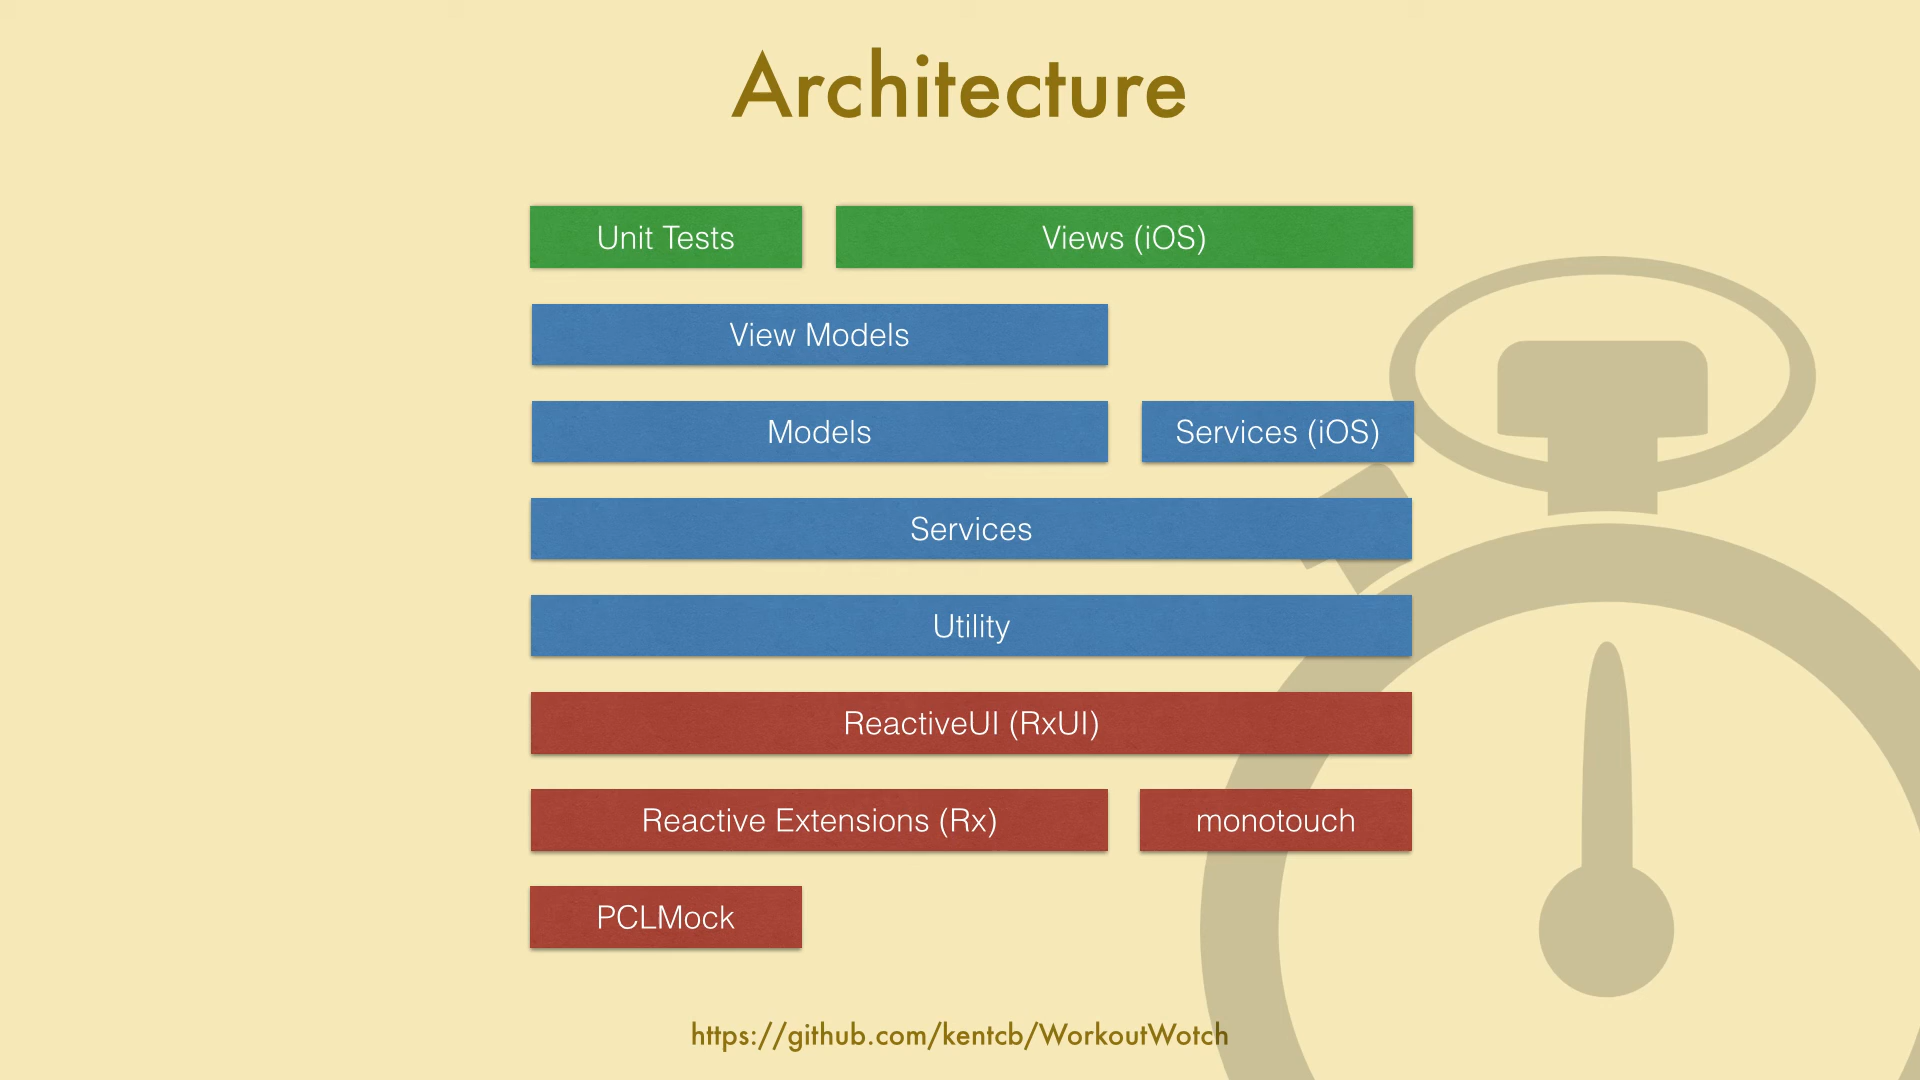 Architecture
Unit Tests
Views (iOS)
View Models
Models
Services (iOS)
Services
Utility
ReactiveUI (RxUI)
Reactive Extensions (Rx)
monotouch
PCLMock
https://github.com/kentcb/WorkoutWotch